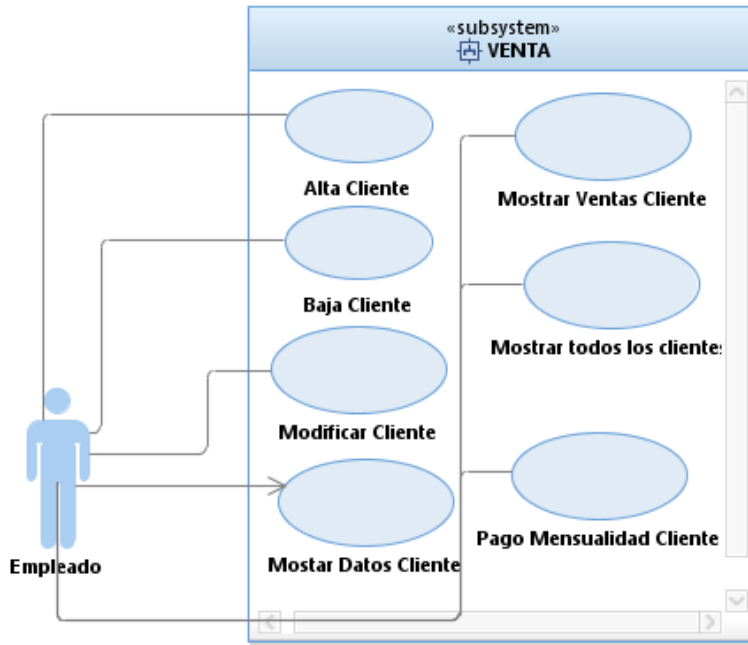 «subsystem»
VENTA
Alta Cliente
Mostrar Ventas Cliente
Baja Cliente
Mostrar todos los clientes
Modificar Cliente
Mostar Datos Cliente
Pago Mensualidad Cliente
Empleado